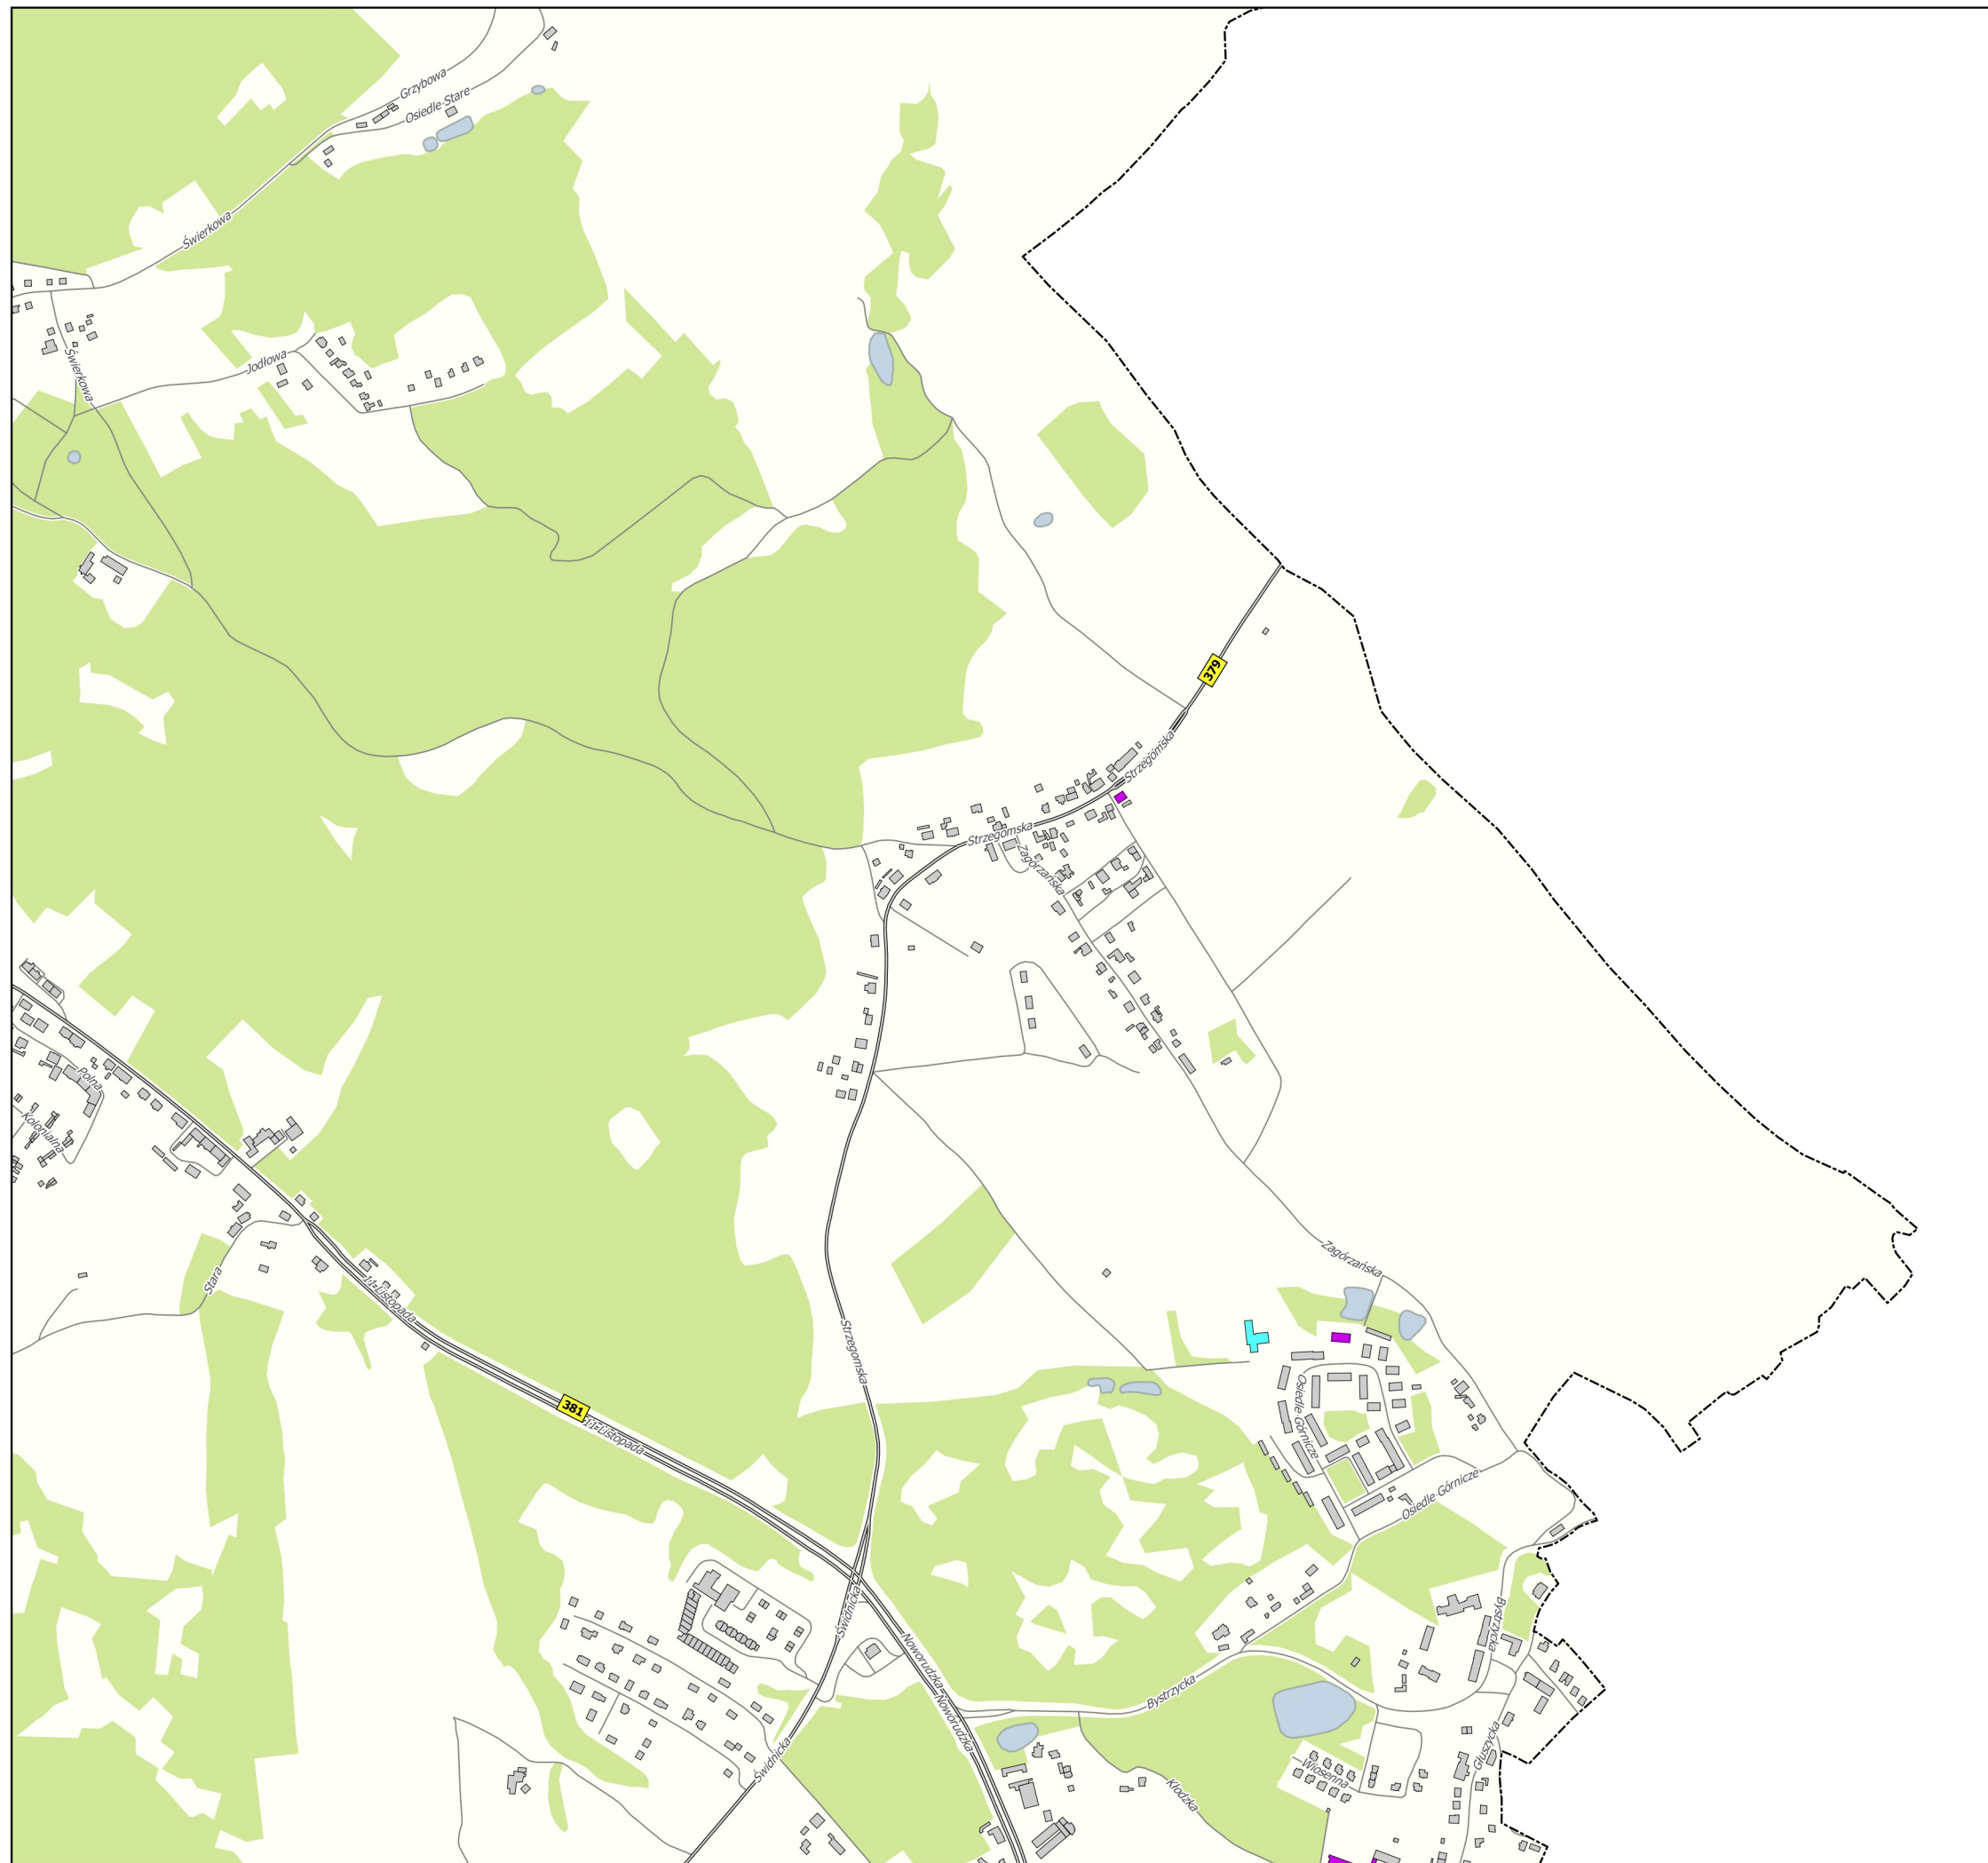 Grzybowa
Osiedle Stare
Świerkowa
Świerkowa
Jodłowa
379
Strzegomska
Strzegomska
Zagórzańska
Polna
Kolonialna
Stara
11-Listopada
Zagórzańska
Strzegomska
Osiedle Górnicze
381
11-Listopada
Osiedle Górnicze
Świdnicka
Bystrzycka
Noworudzka
Noworudzka
Bystrzycka
Świdnicka
Głuszycka
Wiosenna
Kłodzka